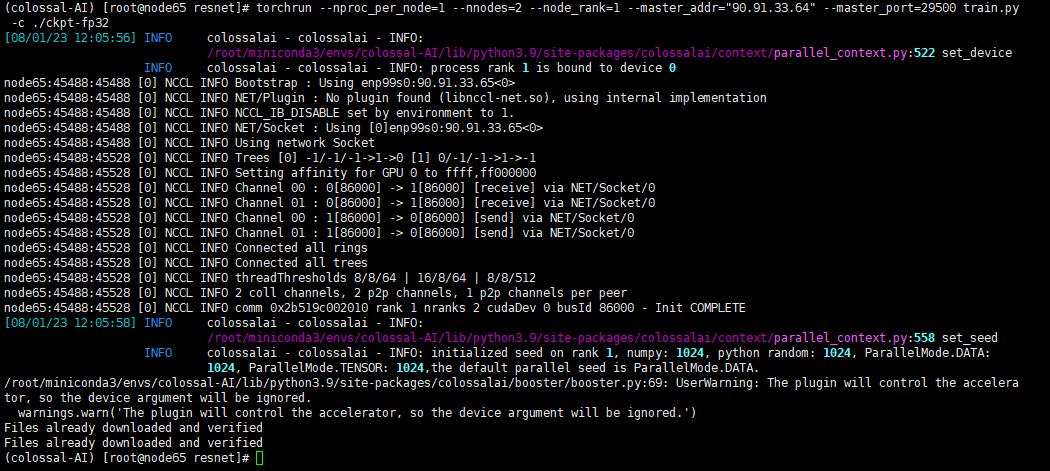 (colossal-AI) [root@node65 resnet]# torchrun --nproc_per_node=1 --nnodes=2 --node_rank=1 --master_addr="90.91.33.64" --master_port=29500 train.py
-c ./ckpt-fp32
[08/01/23 12:05:56] INFO colossalai - colossalai - INFO:
/root/miniconda3/envs/colossal-AI/lib/python3.9/site-packages/colossalai/context/parallel_context.py:522 set_device
INFO colossalai - colossalai - INFO: process rank 1 is bound to device 0
node65:45488:45488 [0] NCCL INFO Bootstrap : Using enp99s0:90.91.33.65<0>
node65:45488:45488 [0] NCCL INFO NET/Plugin : No plugin found (libnccl-net.so), using internal implementation
node65:45488:45488 [0] NCCL INFO NCCL_IB_DISABLE set by environment to 1.
node65:45488:45488 [0] NCCL INFO NET/Socket : Using [0]enp99s0:90.91.33.65<0>
node65:45488:45488 [0] NCCL INFO Using network Socket
node65:45488:45528 [0] NCCL INFO Trees [0] -1/-1/-1->1->0 [1] 0/-1/-1->1->-1
node65:45488:45528 [0] NCCL INFO Setting affinity for GPU 0 to ffff,ff000000
node65:45488:45528 [0] NCCL INFO Channel 00 : 0[86000] -> 1[86000] [receive] via NET/Socket/0
node65:45488:45528 [0] NCCL INFO Channel 01 : 0[86000] -> 1[86000] [receive] via NET/Socket/0
node65:45488:45528 [0] NCCL INFO Channel 00 : 1[86000] -> 0[86000] [send] via NET/Socket/0
node65:45488:45528 [0] NCCL INFO Channel 01 : 1[86000] -> 0[86000] [send] via NET/Socket/0
node65:45488:45528 [0] NCCL INFO Connected all rings
node65:45488:45528 [0] NCCL INFO Connected all trees
node65:45488:45528 [0] NCCL INFO threadThresholds 8/8/64 | 16/8/64 | 8/8/512
node65:45488:45528 [0] NCCL INFO 2 coll channels, 2 p2p channels, 1 p2p channels per peer
node65:45488:45528 [0] NCCL INFO comm 0x2b519c002010 rank 1 nranks 2 cudaDev 0 busId 86000 - Init COMPLETE
[08/01/23 12:05:58] INFO colossalai - colossalai - INFO:
/root/miniconda3/envs/colossal-AI/lib/python3.9/site-packages/colossalai/context/parallel_context.py:558 set_seed
INFO colossalai - colossalai - INFO: initialized seed on rank 1, numpy: 1024, python random: 1024, ParallelMode.DATA:
1024, ParallelMode.TENSOR: 1024,the default parallel seed is ParallelMode.DATA.
/root/miniconda3/envs/colossal-AI/lib/python3.9/site-packages/colossalai/booster/booster.py:69: UserWarning: The plugin will control the accelera
tor, so the device argument will be ignored.
warnings.warn('The plugin will control the accelerator, so the device argument will be ignored.')
Files already downloaded and verified
Files already downloaded and verified
(colossal-AI) [root@node65 resnet]#